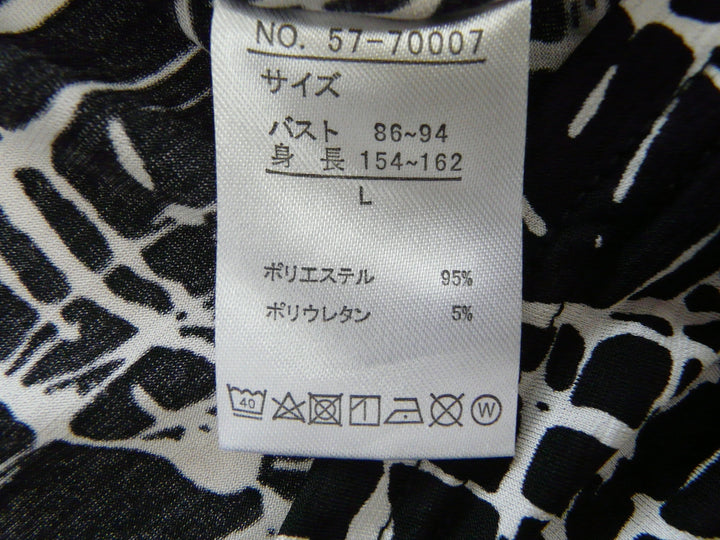 NO. 57-70007
サイズ
バスト 86~94
身 長 154~162
L
ポリエステル 95%
ポリウレタン 5%
40 W